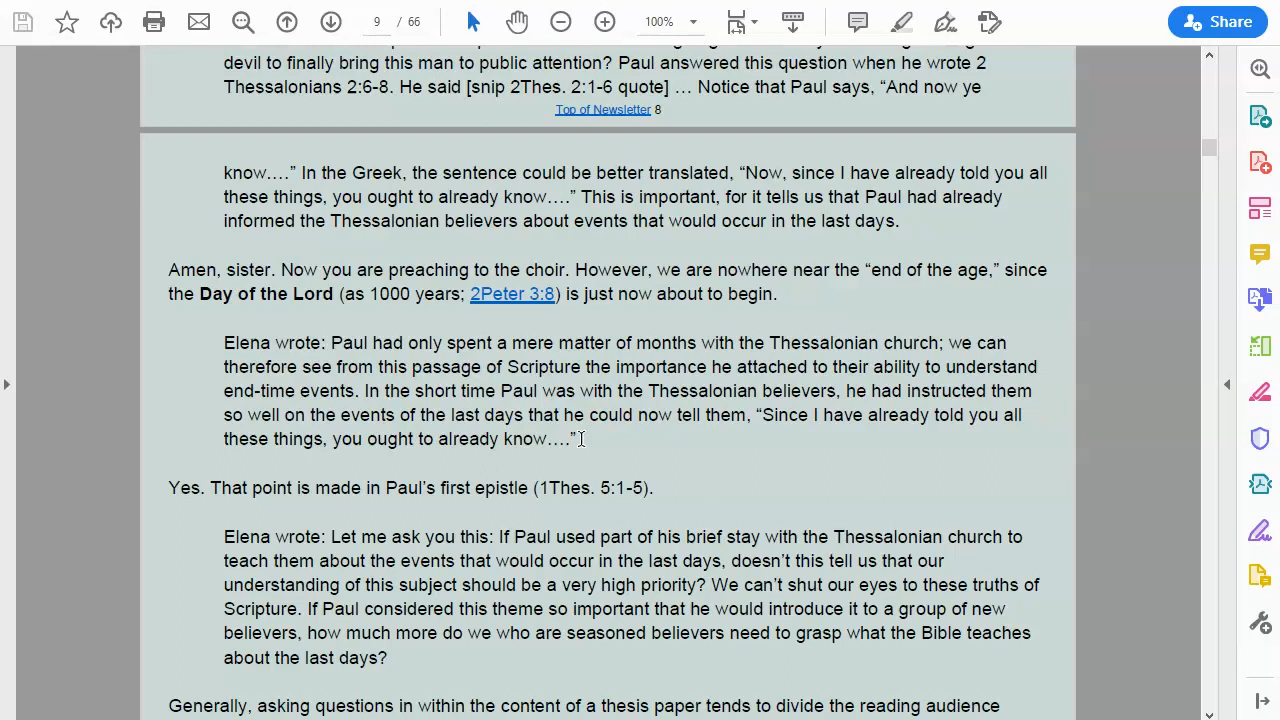 9 / 66
100%
Share
devil to finally bring this man to public attention? Paul answered this question when he wrote 2
Thessalonians 2:6-8. He said [snip 2Thes. 2:1-6 quote] … Notice that Paul says, “And now ye
Top of Newsletter 8
know….” In the Greek, the sentence could be better translated, “Now, since I have already told you all
these things, you ought to already know….” This is important, for it tells us that Paul had already
informed the Thessalonian believers about events that would occur in the last days.
Amen, sister. Now you are preaching to the choir. However, we are nowhere near the “end of the age,” since
the Day of the Lord (as 1000 years; 2Peter 3:8) is just now about to begin.
Elena wrote: Paul had only spent a mere matter of months with the Thessalonian church; we can
therefore see from this passage of Scripture the importance he attached to their ability to understand
end-time events. In the short time Paul was with the Thessalonian believers, he had instructed them
so well on the events of the last days that he could now tell them, “Since I have already told you all
these things, you ought to already know….”
Yes. That point is made in Paul’s first epistle (1Thes. 5:1-5).
Elena wrote: Let me ask you this: If Paul used part of his brief stay with the Thessalonian church to
teach them about the events that would occur in the last days, doesn’t this tell us that our
understanding of this subject should be a very high priority? We can’t shut our eyes to these truths of
Scripture. If Paul considered this theme so important that he would introduce it to a group of new
believers, how much more do we who are seasoned believers need to grasp what the Bible teaches
about the last days?
Generally, asking questions in within the content of a thesis paper tends to divide the reading audience